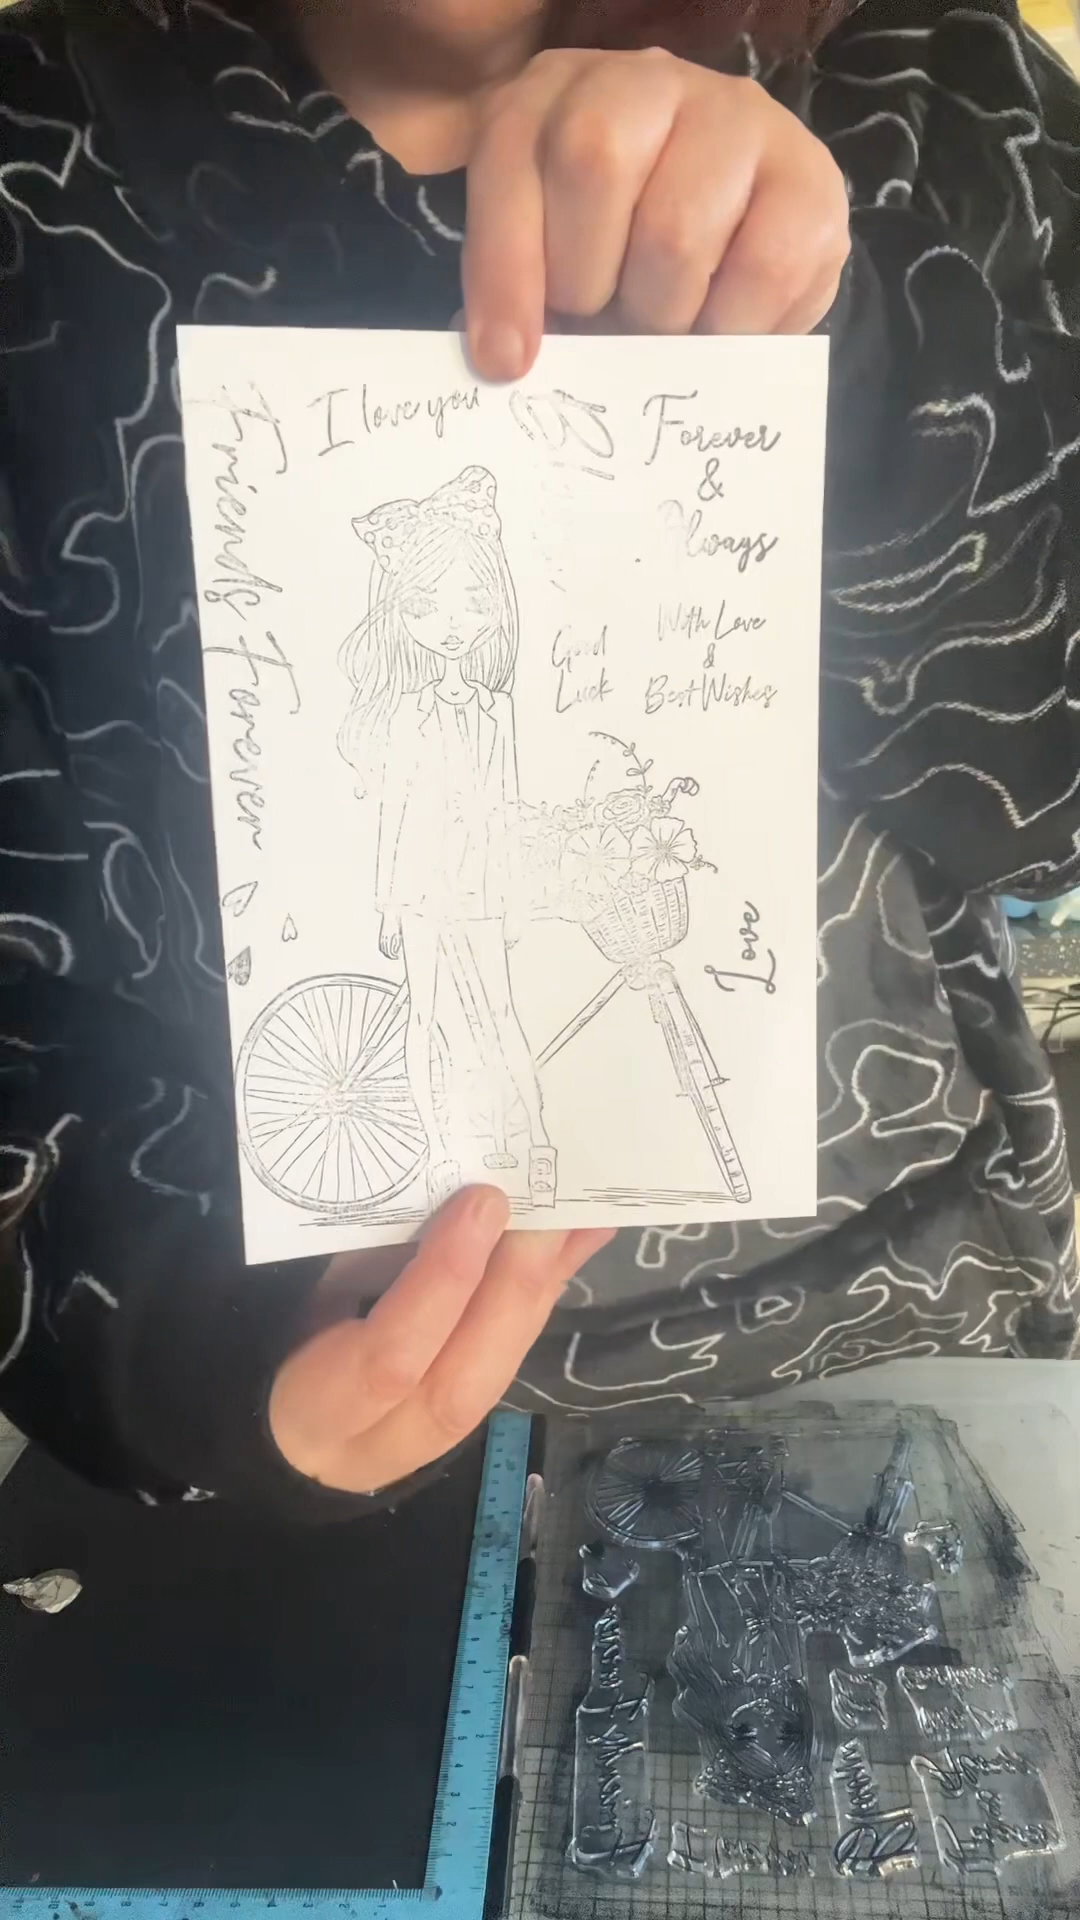 I love you
Forever
&
Always
With Love
&
Best Wishes
Good
Luck
Friends Forever
Love